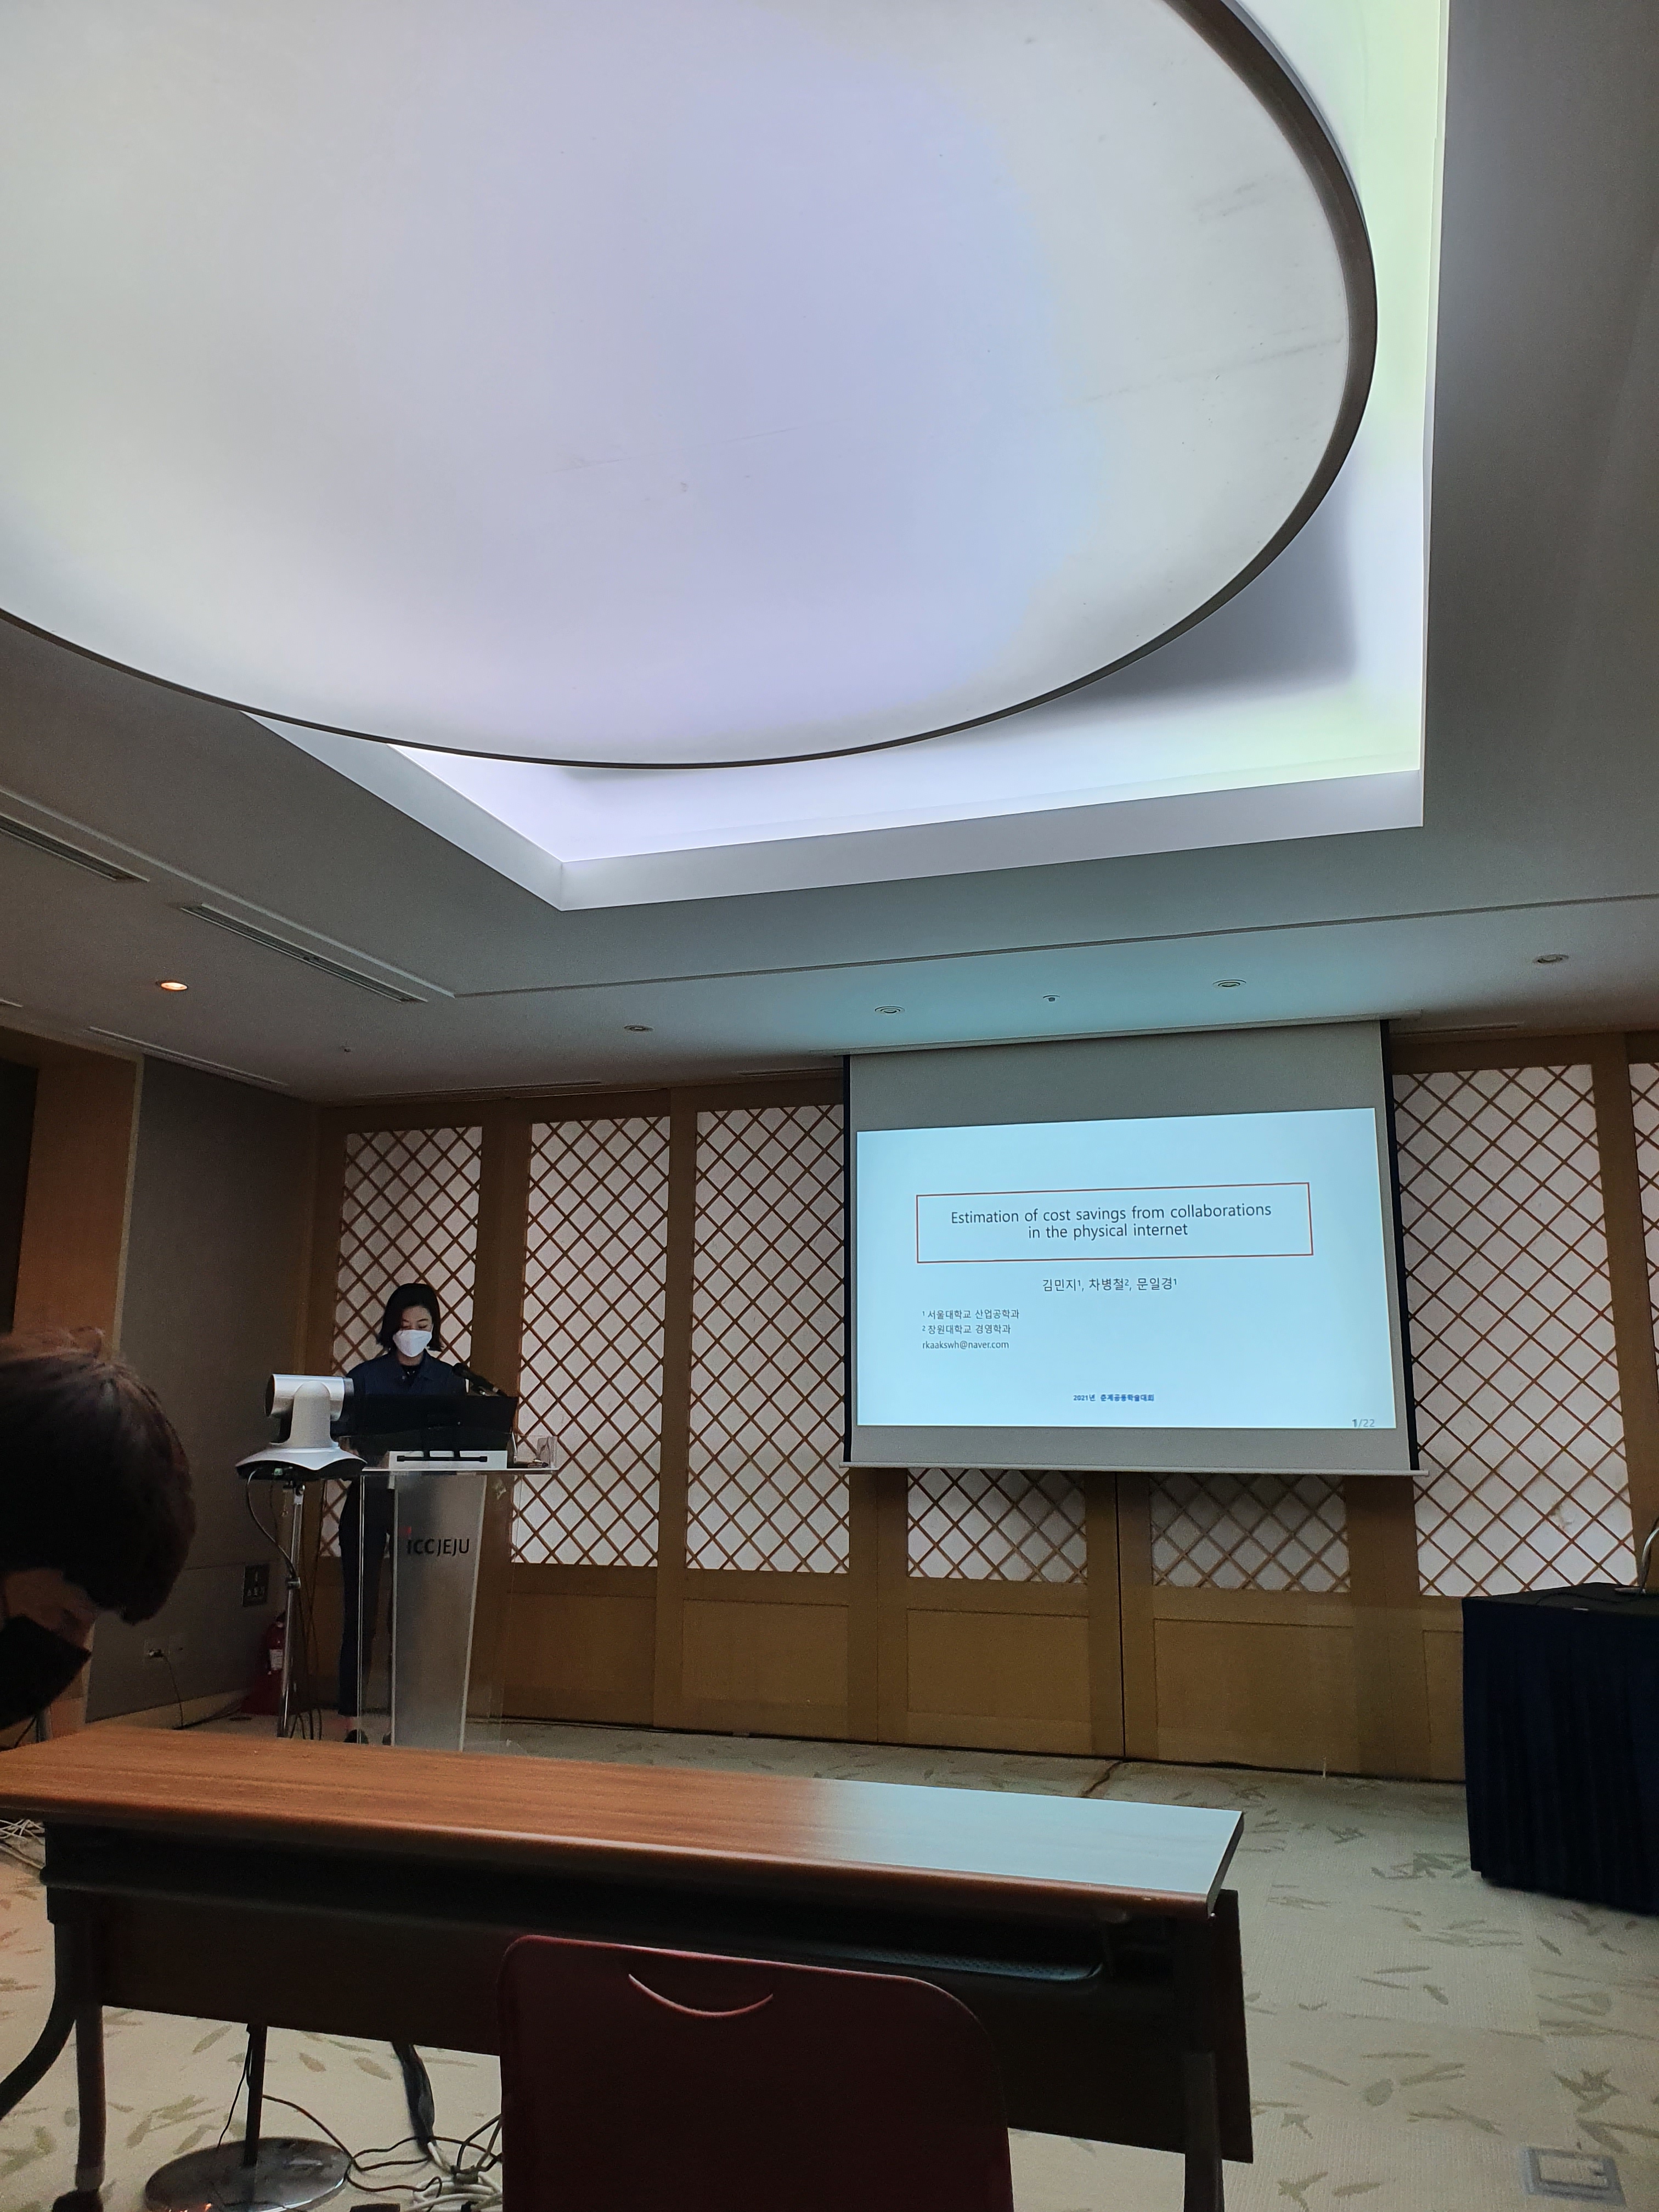 Estimation of cost savings from collaborations
in the physical internet
김민지¹, 차병철², 문일경¹
¹ 서울대학교 산업공학과
² 창원대학교 경영학과
rkaakswh@naver.com
2021년 춘계공동학술대회
1/22
ICCJEJU